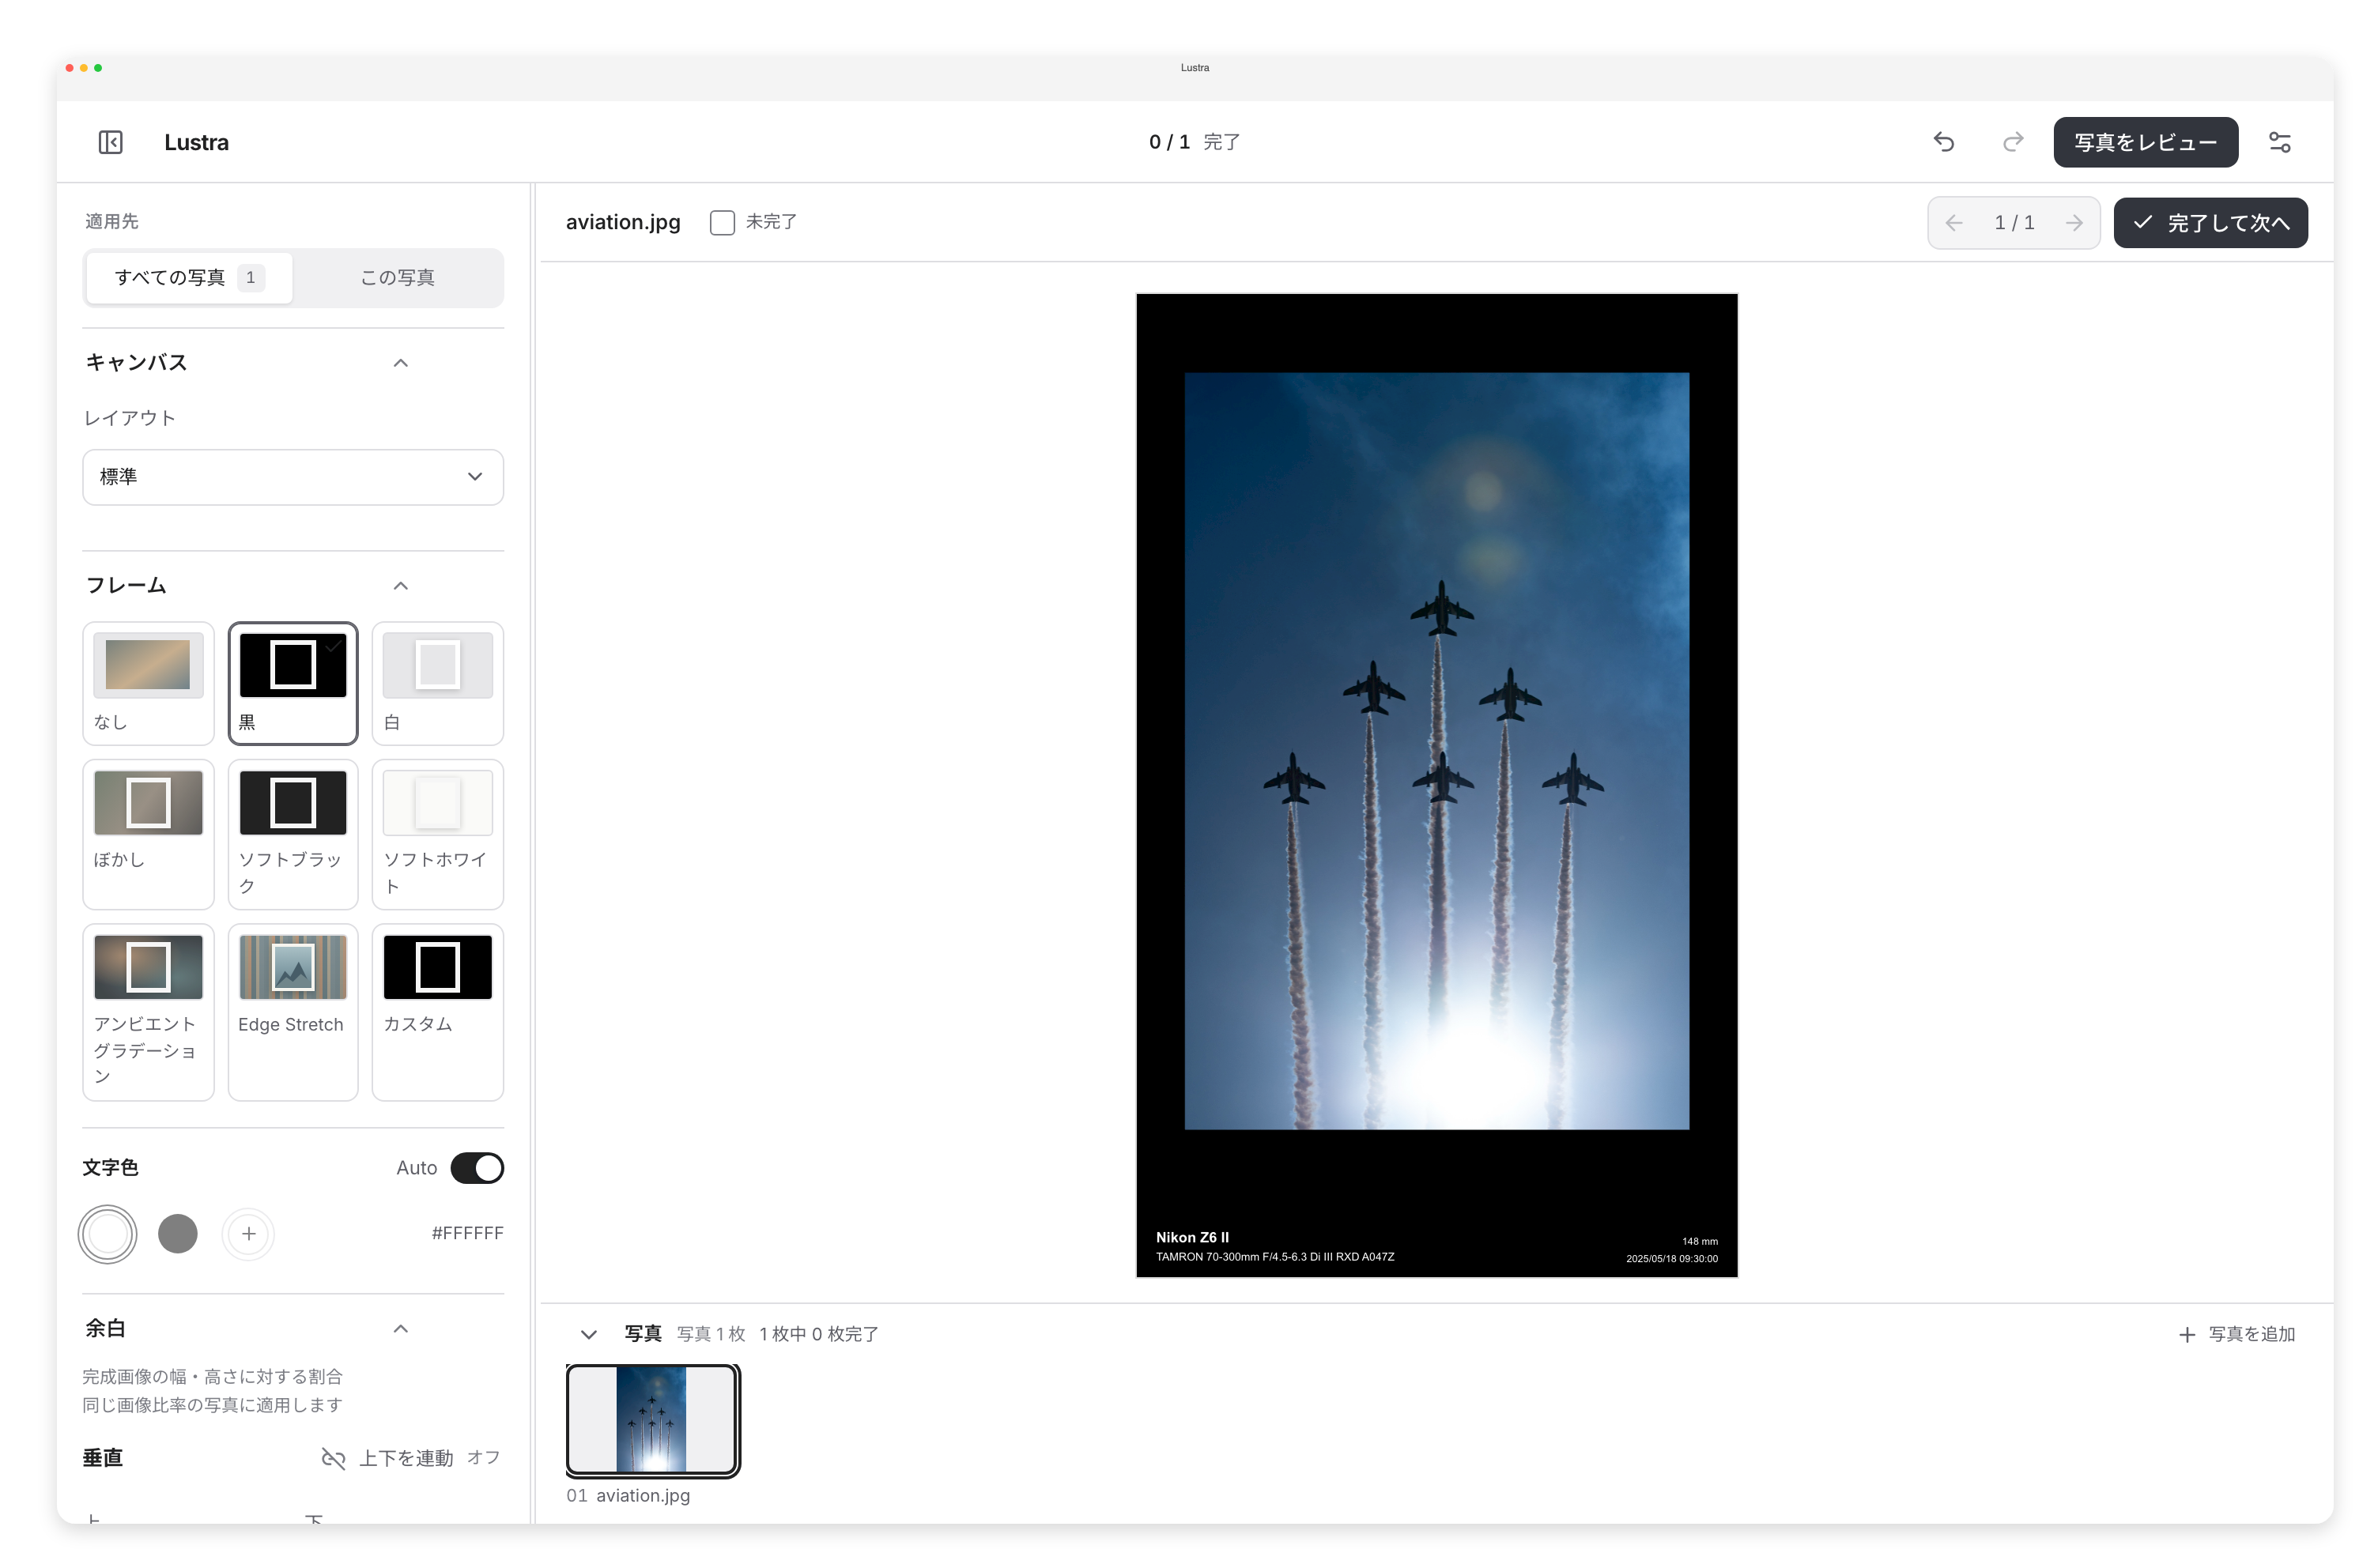 Lustra
Lustra
0 / 1 完了
写真をレビュー
適用先
すべての写真 1
この写真
キャンバス
レイアウト
標準
フレーム
なし
黒
白
ぼかし
ソフトブラッ
ク
ソフトホワイ
ト
アンビエント
グラデーショ
ン
Edge Stretch
カスタム
文字色
Auto
#FFFFFF
余白
完成画像の幅・高さに対する割合
同じ画像比率の写真に適用します
垂直
上下を連動 オフ
aviation.jpg
未完了
1 / 1
完了して次へ
Nikon Z6 II
TAMRON 70-300mm F/4.5-6.3 Di III RXD A047Z
148 mm
2025/05/18 09:30:00
写真 写真 1 枚 1 枚中 0 枚完了
写真を追加
01 aviation.jpg